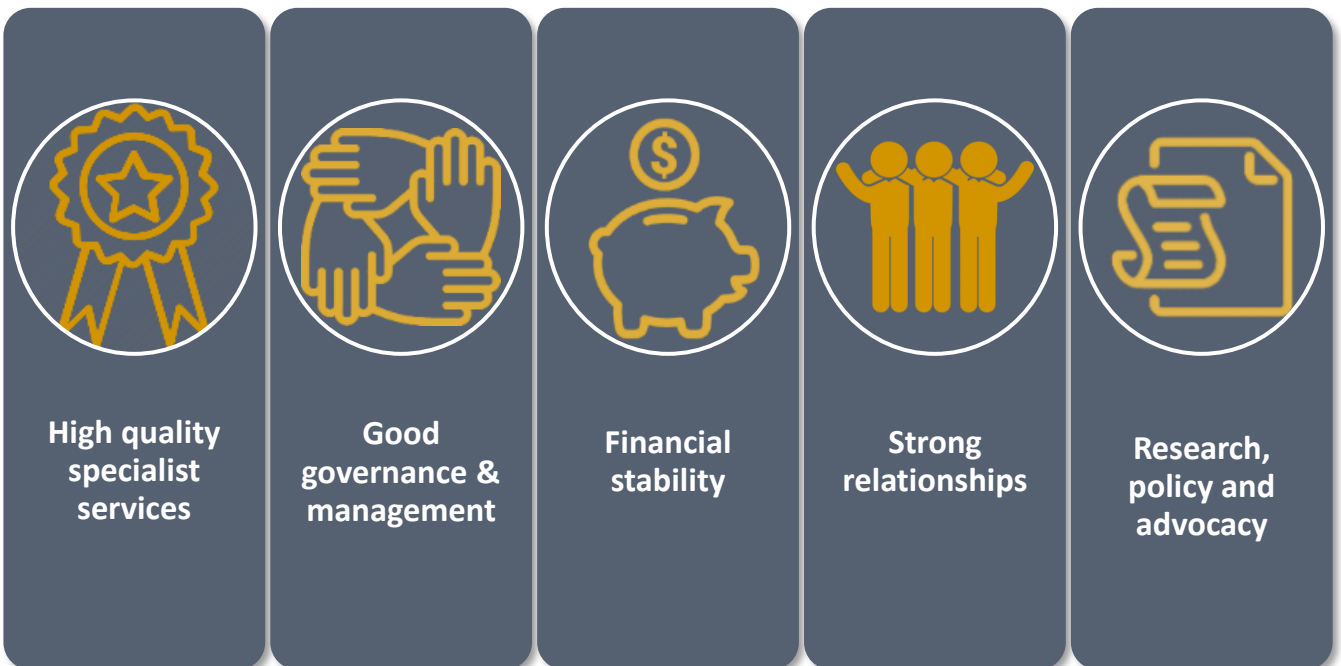 $
High quality
specialist
services
Good
governance &
management
Financial
stability
Strong
relationships
Research,
policy and
advocacy